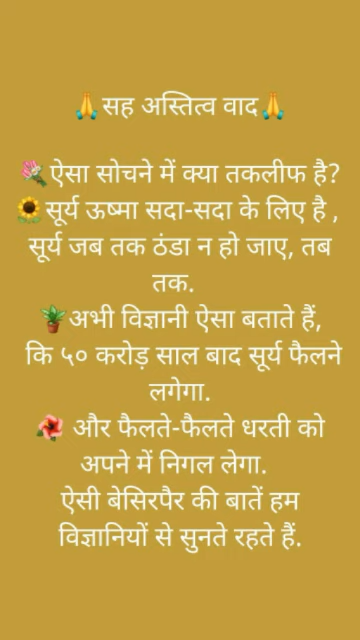 🙏सह अस्तित्व वाद🙏
💐ऐसा सोचने में क्या तकलीफ है?
🌻सूर्य ऊष्मा सदा-सदा के लिए है ,
सूर्य जब तक ठंडा न हो जाए, तब
तक.
🪴अभी विज्ञानी ऐसा बताते हैं,
कि ५० करोड़ साल बाद सूर्य फैलने
लगेगा.
🌺 और फैलते-फैलते धरती को
अपने में निगल लेगा.
ऐसी बेसिरपैर की बातें हम
विज्ञानियों से सुनते रहते हैं.